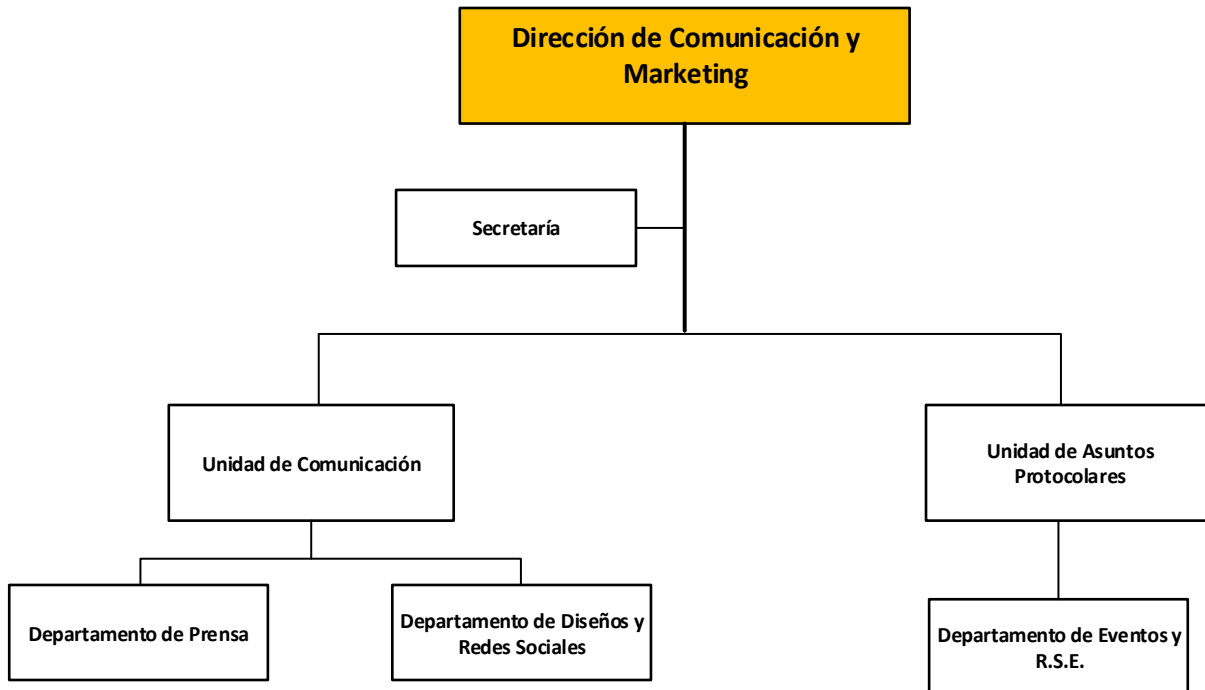 Dirección de Comunicación y
Marketing
Secretaría
Unidad de Comunicación
Unidad de Asuntos
Protocolares
Departamento de Prensa
Departamento de Diseños y
Redes Sociales
Departamento de Eventos y
R.S.E.